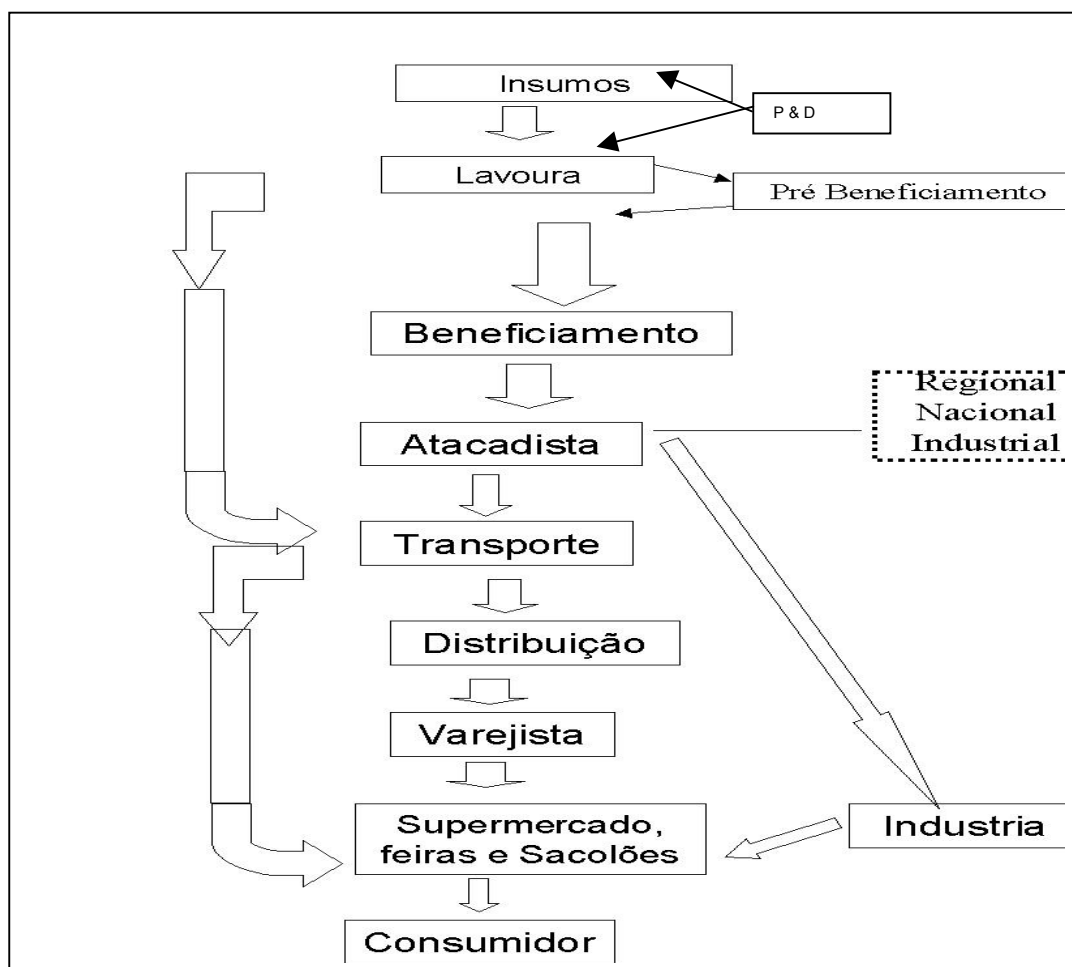 Insumos
P & D
Lavoura
Pré Beneficiamento
Beneficiamento
Regional
Nacional
Industrial
Atacadista
Transporte
Distribuição
Varejista
Supermercado,
feiras e Sacolões
Industria
Consumidor